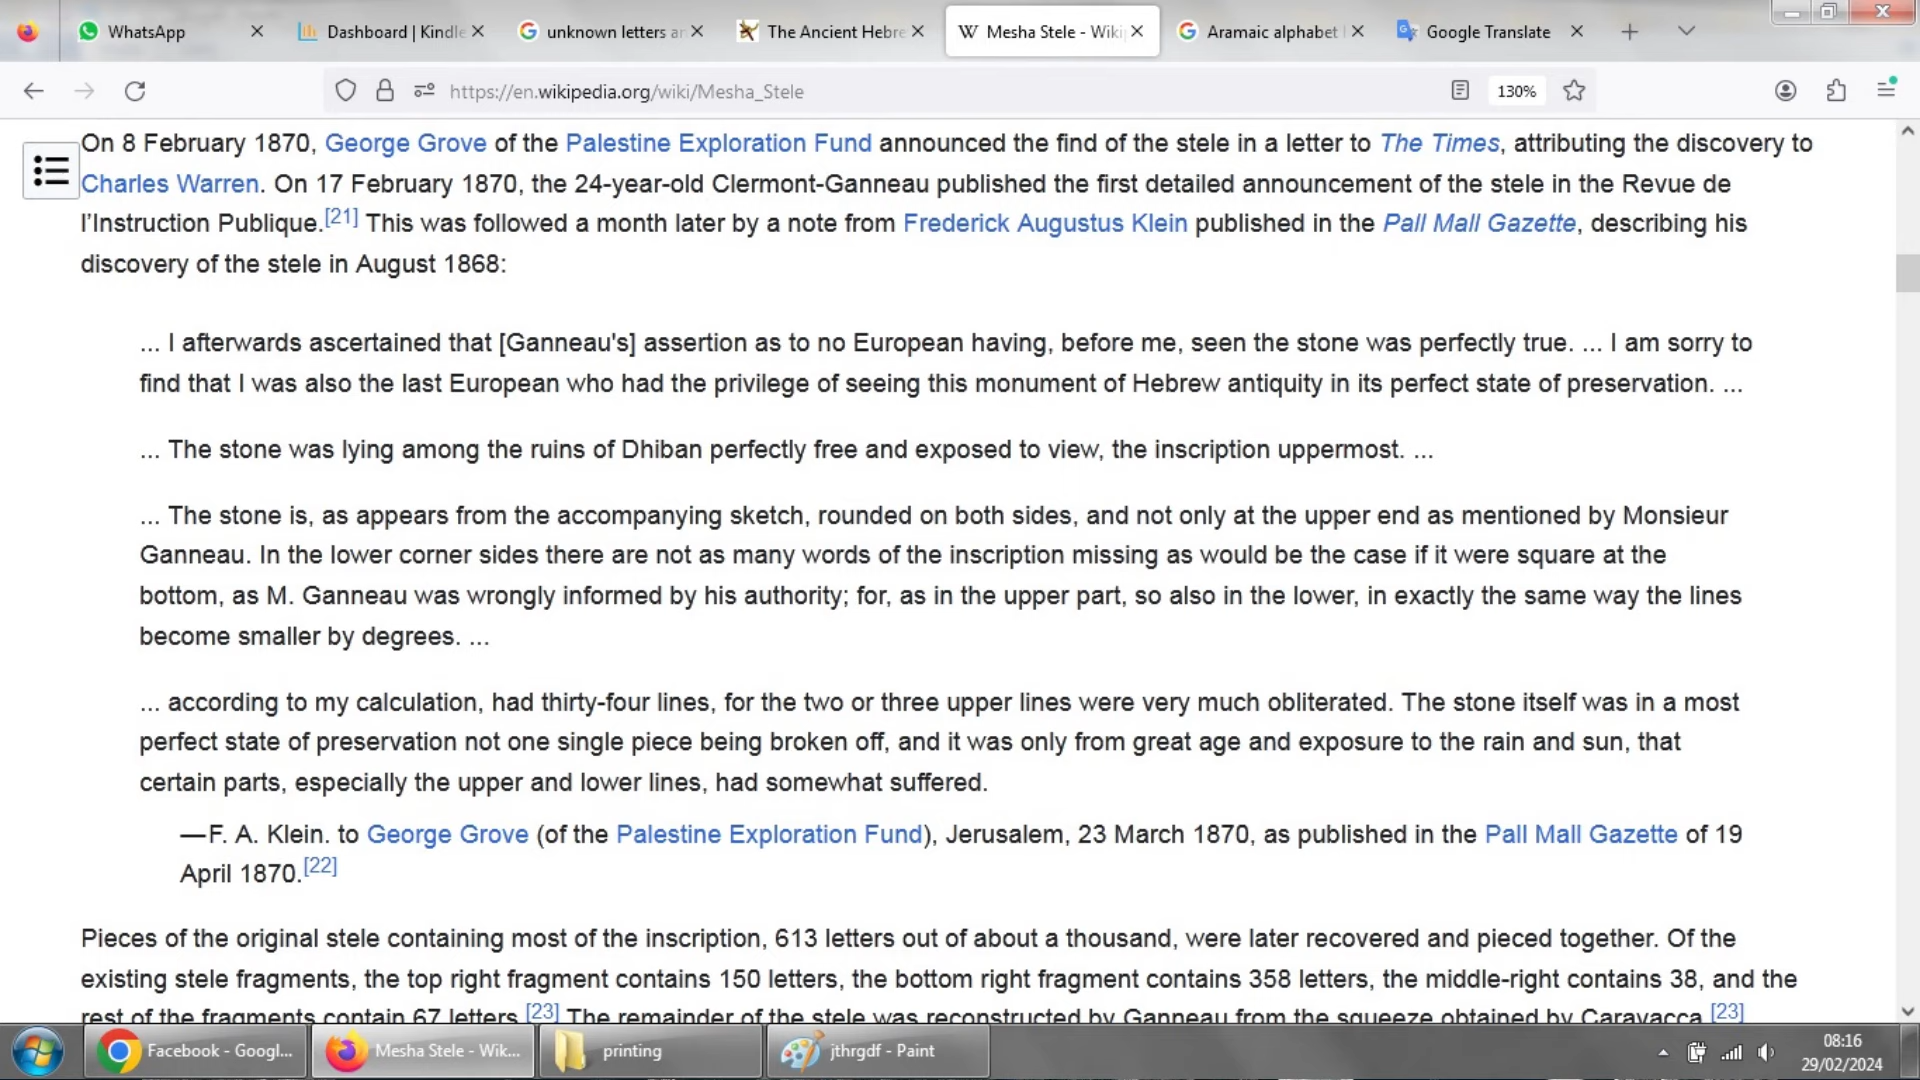 WhatsApp
Dashboard | Kindle
unknown letters an
The Ancient Hebre
Mesha Stele - Wiki
Aramaic alphabet |
Google Translate
https://en.wikipedia.org/wiki/Mesha_Stele
130%
On 8 February 1870, George Grove of the Palestine Exploration Fund announced the find of the stele in a letter to The Times, attributing the discovery to
Charles Warren. On 17 February 1870, the 24-year-old Clermont-Ganneau published the first detailed announcement of the stele in the Revue de
l’Instruction Publique.[21] This was followed a month later by a note from Frederick Augustus Klein published in the Pall Mall Gazette, describing his
discovery of the stele in August 1868:
... I afterwards ascertained that [Ganneau's] assertion as to no European having, before me, seen the stone was perfectly true. ... I am sorry to
find that I was also the last European who had the privilege of seeing this monument of Hebrew antiquity in its perfect state of preservation. ...
... The stone was lying among the ruins of Dhiban perfectly free and exposed to view, the inscription uppermost. ...
... The stone is, as appears from the accompanying sketch, rounded on both sides, and not only at the upper end as mentioned by Monsieur
Ganneau. In the lower corner sides there are not as many words of the inscription missing as would be the case if it were square at the
bottom, as M. Ganneau was wrongly informed by his authority; for, as in the upper part, so also in the lower, in exactly the same way the lines
become smaller by degrees. ...
... according to my calculation, had thirty-four lines, for the two or three upper lines were very much obliterated. The stone itself was in a most
perfect state of preservation not one single piece being broken off, and it was only from great age and exposure to the rain and sun, that
certain parts, especially the upper and lower lines, had somewhat suffered.
—F. A. Klein. to George Grove (of the Palestine Exploration Fund), Jerusalem, 23 March 1870, as published in the Pall Mall Gazette of 19
April 1870.[22]
Pieces of the original stele containing most of the inscription, 613 letters out of about a thousand, were later recovered and pieced together. Of the
existing stele fragments, the top right fragment contains 150 letters, the bottom right fragment contains 358 letters, the middle-right contains 38, and the
rest of the fragments contain 67 letters.[23] The remainder of the stele was reconstructed by Ganneau from the squeeze obtained by Caravacca.[23]
Facebook - Googl...
Mesha Stele - Wik...
printing
jthrgdf - Paint
08:16
29/02/2024